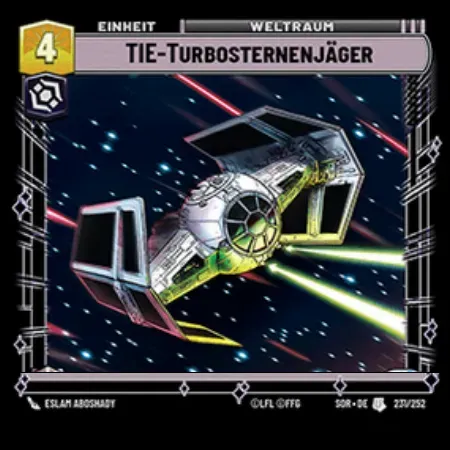 EINHEIT WELTRAUM
4 TIE-TURBOSTERNENJÄGER
ESLAM ABOSHADY ©LFL ©FFG SOR • DE 231/252